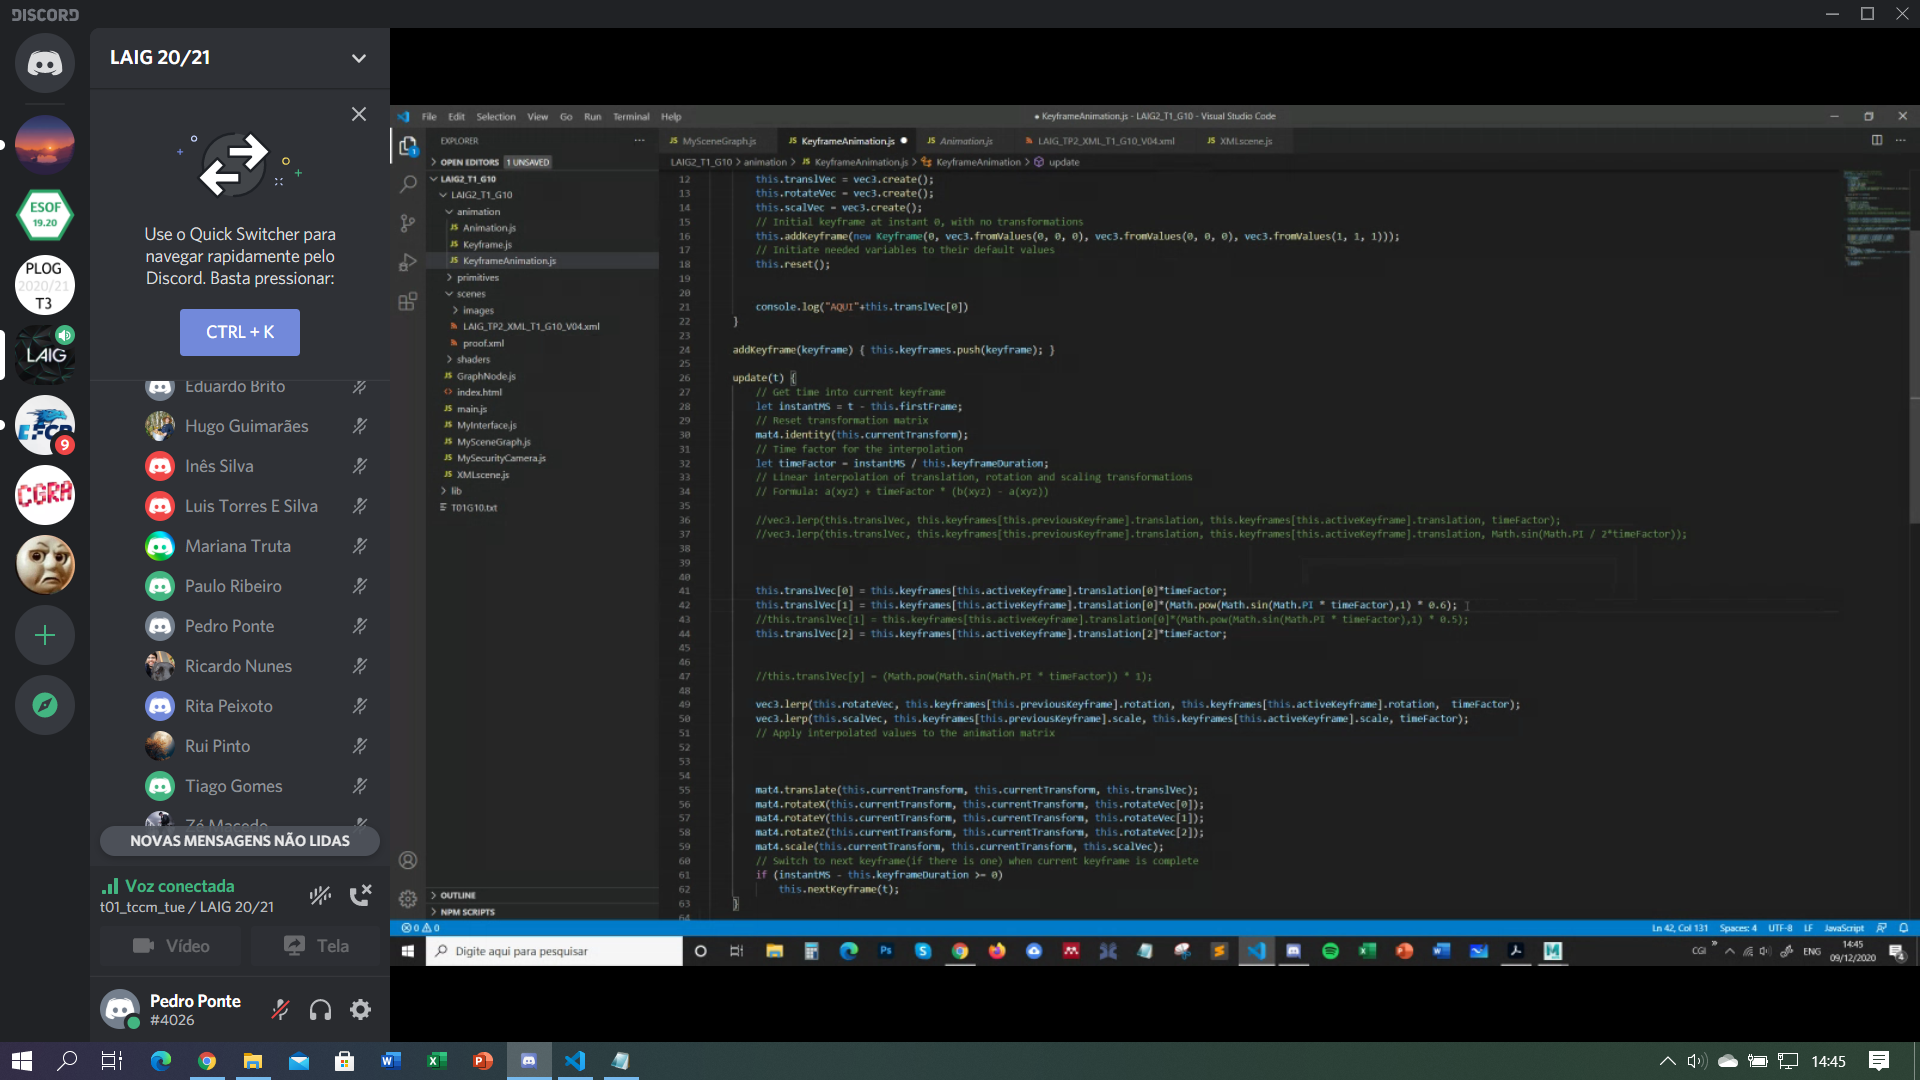 DISCORD
LAIG 20/21
Use o Quick Switcher para
navegar rapidamente pelo
Discord. Basta pressionar:
CTRL + K
ESOF
19.20
PLOG
2020/21
T3
LAIG
EFCR
9
CGRA
Eduardo Brito
Hugo Guimarães
Inês Silva
Luis Torres E Silva
Mariana Truta
Paulo Ribeiro
Pedro Ponte
Ricardo Nunes
Rita Peixoto
Rui Pinto
Tiago Gomes
Zé Macedo
NOVAS MENSAGENS NÃO LIDAS
Voz conectada
t01_tccm_tue / LAIG 20/21
Vídeo
Tela
Pedro Ponte
#4026
File Edit Selection View Go Run Terminal Help
● KeyframeAnimation.js - LAIG2_T1_G10 - Visual Studio Code
EXPLORER
OPEN EDITORS 1 UNSAVED
LAIG2_T1_G10
LAIG2_T1_G10
animation
JS Animation.js
JS Keyframe.js
JS KeyframeAnimation.js
primitives
scenes
images
LAIG_TP2_XML_T1_G10_V04.xml
proof.xml
shaders
JS GraphNode.js
index.html
JS main.js
JS MyInterface.js
JS MySceneGraph.js
JS MySecurityCamera.js
JS XMLscene.js
lib
T01G10.txt
OUTLINE
NPM SCRIPTS
JS MySceneGraph.js
JS KeyframeAnimation.js ●
JS Animation.js
LAIG_TP2_XML_T1_G10_V04.xml
JS XMLscene.js
LAIG2_T1_G10 > animation > JS KeyframeAnimation.js > KeyframeAnimation > update
12 this.translVec = vec3.create();
13 this.rotateVec = vec3.create();
14 this.scalVec = vec3.create();
15 // Initial keyframe at instant 0, with no transformations
16 this.addKeyframe(new Keyframe(0, vec3.fromValues(0, 0, 0), vec3.fromValues(0, 0, 0), vec3.fromValues(1, 1, 1)));
17 // Initiate needed variables to their default values
18 this.reset();
19
20
21 console.log("AQUI"+this.translVec[0])
22 }
23
24 addKeyframe(keyframe) { this.keyframes.push(keyframe); }
25
26 update(t) {
27 // Get time into current keyframe
28 let instantMS = t - this.firstFrame;
29 // Reset transformation matrix
30 mat4.identity(this.currentTransform);
31 // Time factor for the interpolation
32 let timeFactor = instantMS / this.keyframeDuration;
33 // Linear interpolation of translation, rotation and scaling transformations
34 // Formula: a(xyz) + timeFactor * (b(xyz) - a(xyz))
35
36 //vec3.lerp(this.translVec, this.keyframes[this.previousKeyframe].translation, this.keyframes[this.activeKeyframe].translation, timeFactor);
37 //vec3.lerp(this.translVec, this.keyframes[this.previousKeyframe].translation, this.keyframes[this.activeKeyframe].translation, Math.sin(Math.PI / 2*timeFactor));
38
39
40
41 this.translVec[0] = this.keyframes[this.activeKeyframe].translation[0]*timeFactor;
42 this.translVec[1] = this.keyframes[this.activeKeyframe].translation[0]*(Math.pow(Math.sin(Math.PI * timeFactor),1) * 0.6);
43 //this.translVec[1] = this.keyframes[this.activeKeyframe].translation[0]*(Math.pow(Math.sin(Math.PI * timeFactor),1) * 0.5);
44 this.translVec[2] = this.keyframes[this.activeKeyframe].translation[2]*timeFactor;
45
46
47 //this.translVec[y] = (Math.pow(Math.sin(Math.PI * timeFactor)) * 1);
48
49 vec3.lerp(this.rotateVec, this.keyframes[this.previousKeyframe].rotation, this.keyframes[this.activeKeyframe].rotation, timeFactor);
50 vec3.lerp(this.scalVec, this.keyframes[this.previousKeyframe].scale, this.keyframes[this.activeKeyframe].scale, timeFactor);
51 // Apply interpolated values to the animation matrix
52
53
54
55 mat4.translate(this.currentTransform, this.currentTransform, this.translVec);
56 mat4.rotateX(this.currentTransform, this.currentTransform, this.rotateVec[0]);
57 mat4.rotateY(this.currentTransform, this.currentTransform, this.rotateVec[1]);
58 mat4.rotateZ(this.currentTransform, this.currentTransform, this.rotateVec[2]);
59 mat4.scale(this.currentTransform, this.currentTransform, this.scalVec);
60 // Switch to next keyframe(if there is one) when current keyframe is complete
61 if (instantMS - this.keyframeDuration >= 0)
62 this.nextKeyframe(t);
63 }
64
0 0
Ln 42, Col 131 Spaces: 4 UTF-8 LF JavaScript
Digite aqui para pesquisar
CGI
ENG
14:45
09/12/2020
4
14:45